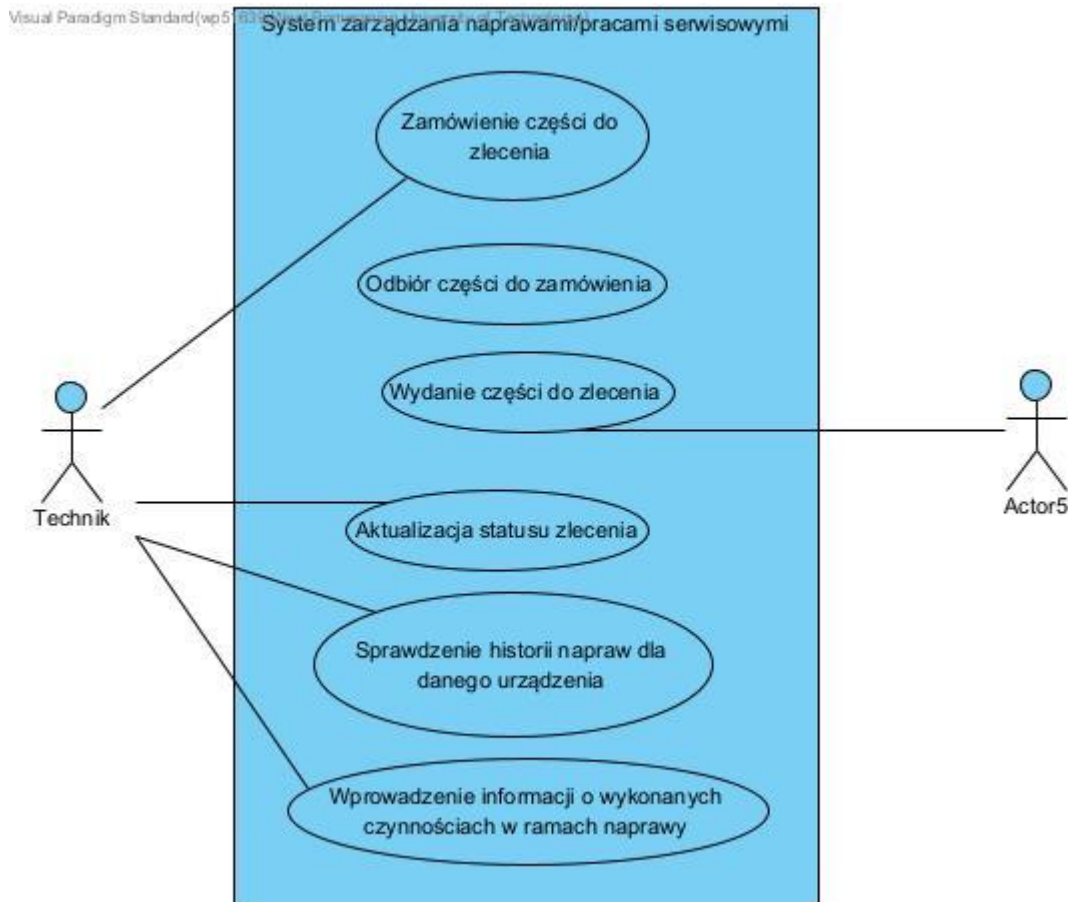 Visual Paradigm Standard
System zarządzania naprawami/pracami serwisowymi
Zamówienie części do
zlecenia
Odbiór części do zamówienia
Wydanie części do zlecenia
Technik
Actor5
Aktualizacja statusu zlecenia
Sprawdzenie historii napraw dla
danego urządzenia
Wprowadzenie informacji o wykonanych
czynnościach w ramach naprawy